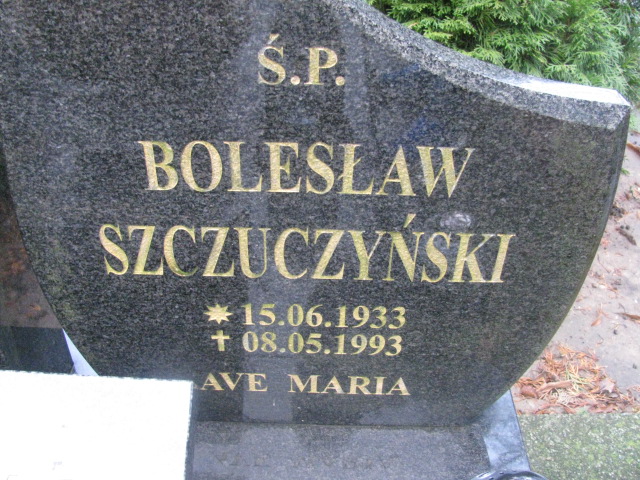 Ś.P.
BOLESŁAW
SZCZUCZYŃSKI
15.06.1933
08.05.1993
AVE MARIA